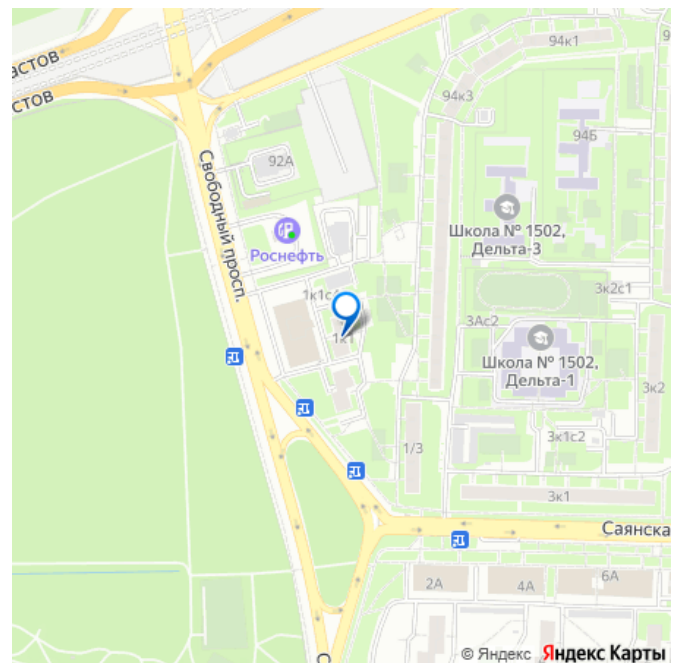 94к1
астов
94к3
стов
94Б
92А
Свободный просп.
Школа № 1502,
Дельта-3
Роснефть
3к2с1
1к1с
3Ас2
1к1
Школа № 1502,
Дельта-1
3к2
1/3
3к1с2
3к1
Саянска
2А
4А
6А
С
© Яндекс Яндекс Карты